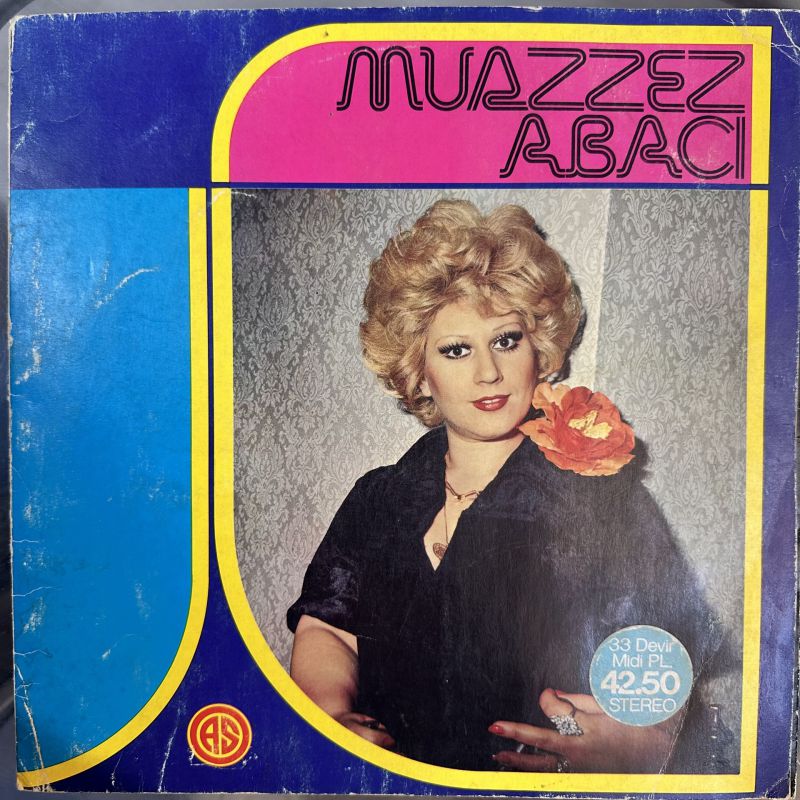 MUAZZEZ
ABACI
33 Devir
Midi PL.
42.50
STEREO
AS